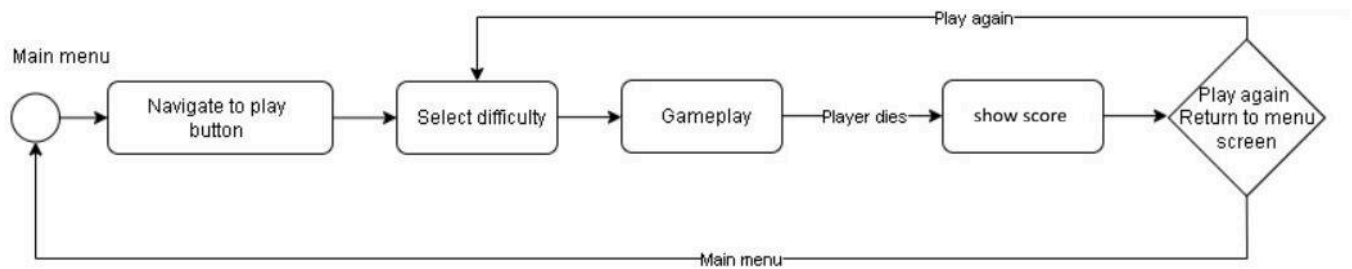 Play again
Main menu
Navigate to play
button
Select difficulty
Gameplay
Player dies
show score
Play again
Return to menu
screen
Main menu